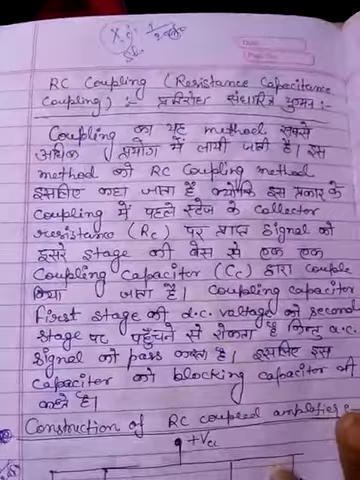 RC Coupling (Resistance Capacitance
Coupling) :- प्रतिरोध संधारित्र युग्मन :-
Coupling का यह method सबसे
अधिक प्रयोग में लायी जाती है। इस
method को RC Coupling method
इसलिए कहा जाता है क्योंकि इस प्रकार के
Coupling में पहले स्टेज के Collector
resistance (Rc) पर प्राप्त signal को
दूसरे stage की बेस से एक
Coupling Capacitor (Cc) द्वारा couple
किया जाता है। Coupling capacitor
first stage की d.c. voltage को second
stage पर पहुँचने से रोकता है किन्तु a.c.
signal को pass करता है। इसलिए इस
capacitor को blocking capacitor भी
कहते है।
Construction of RC coupeed amplifier :-
+Vcc